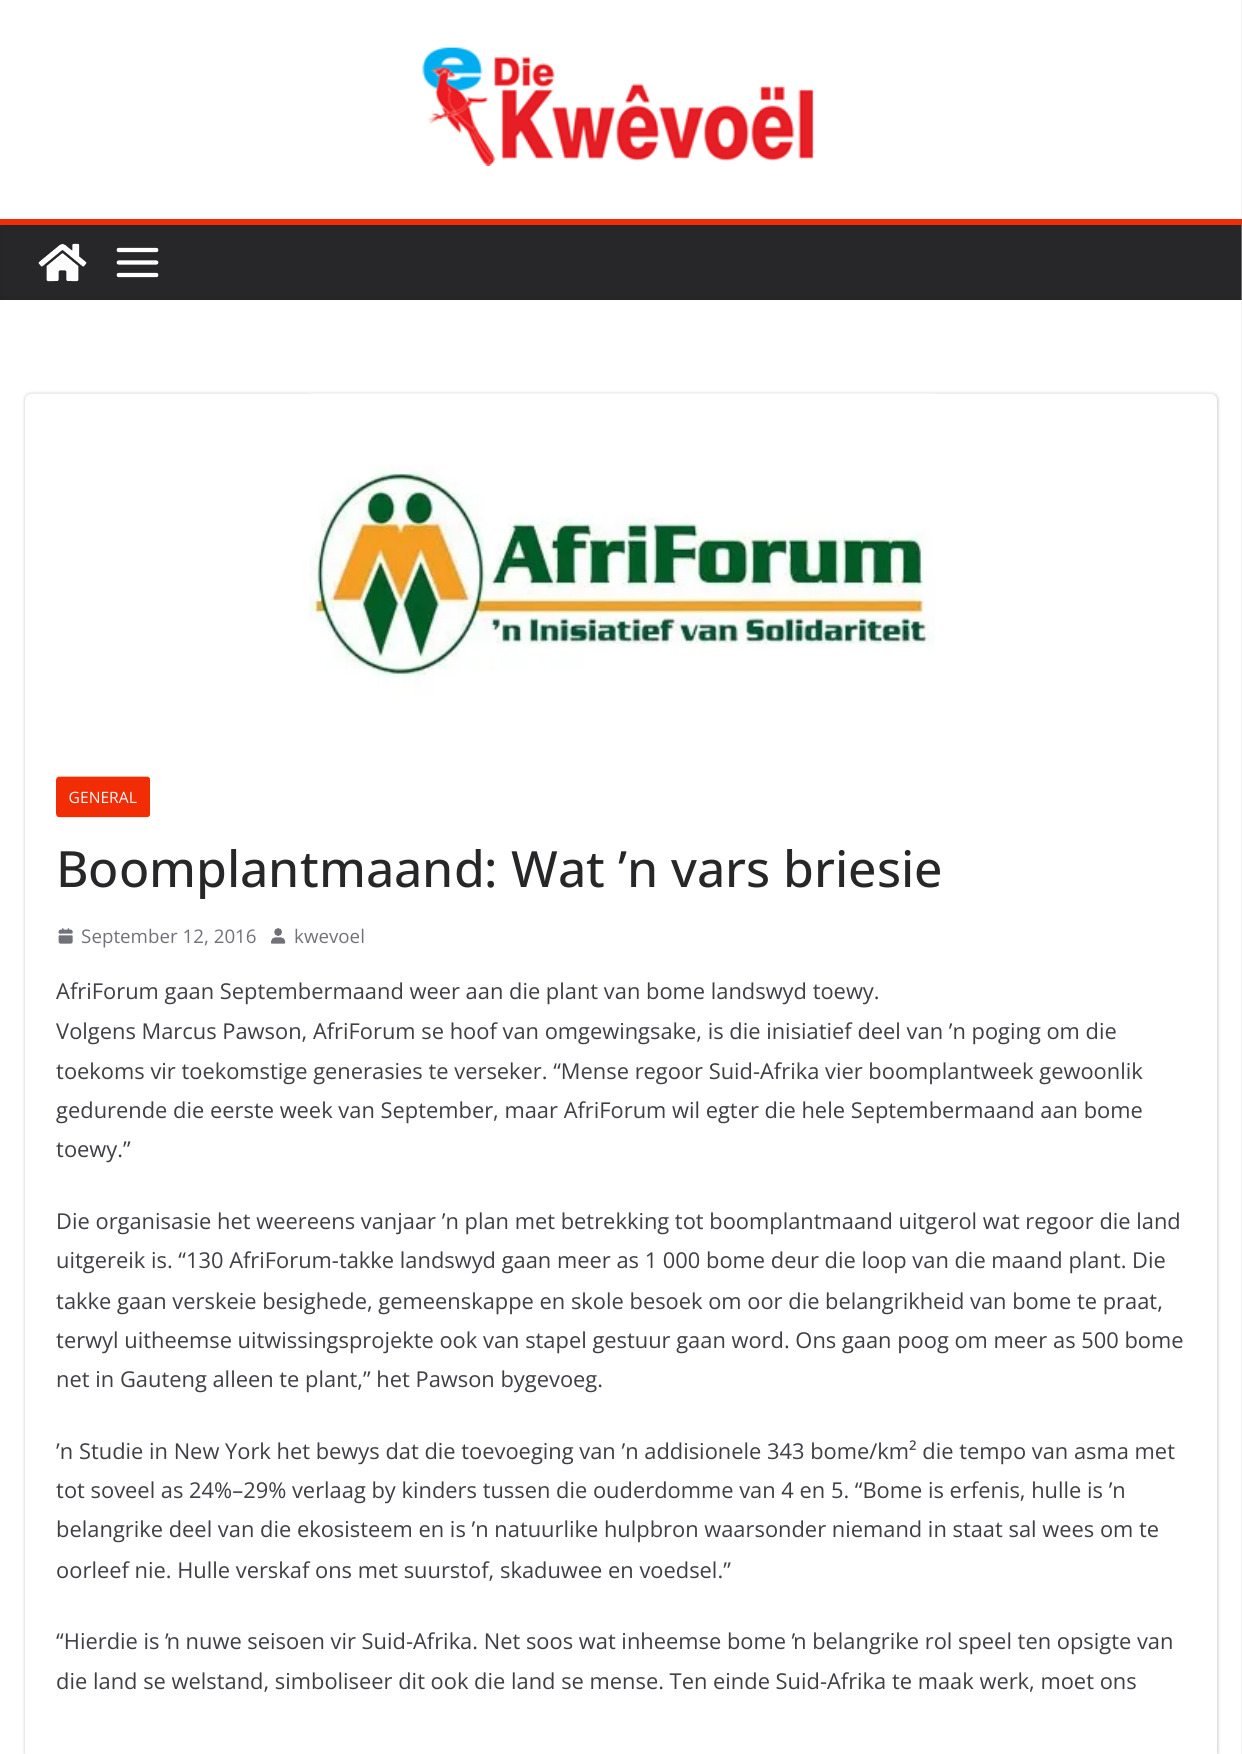 e Die
Kwêvoël
AfriForum
’n Inisiatief van Solidariteit
GENERAL
Boomplantmaand: Wat ’n vars briesie
September 12, 2016 kwevoel
AfriForum gaan Septembermaand weer aan die plant van bome landswyd toewy.
Volgens Marcus Pawson, AfriForum se hoof van omgewingsake, is die inisiatief deel van ’n poging om die
toekoms vir toekomstige generasies te verseker. “Mense regoor Suid-Afrika vier boomplantweek gewoonlik
gedurende die eerste week van September, maar AfriForum wil egter die hele Septembermaand aan bome
toewy.”
Die organisasie het weereens vanjaar ’n plan met betrekking tot boomplantmaand uitgerol wat regoor die land
uitgereik is. “130 AfriForum-takke landswyd gaan meer as 1 000 bome deur die loop van die maand plant. Die
takke gaan verskeie besighede, gemeenskappe en skole besoek om oor die belangrikheid van bome te praat,
terwyl uitheemse uitwissingsprojekte ook van stapel gestuur gaan word. Ons gaan poog om meer as 500 bome
net in Gauteng alleen te plant,” het Pawson bygevoeg.
’n Studie in New York het bewys dat die toevoeging van ’n addisionele 343 bome/km² die tempo van asma met
tot soveel as 24%–29% verlaag by kinders tussen die ouderdomme van 4 en 5. “Bome is erfenis, hulle is ’n
belangrike deel van die ekosisteem en is ’n natuurlike hulpbron waarsonder niemand in staat sal wees om te
oorleef nie. Hulle verskaf ons met suurstof, skaduwee en voedsel.”
“Hierdie is ’n nuwe seisoen vir Suid-Afrika. Net soos wat inheemse bome ’n belangrike rol speel ten opsigte van
die land se welstand, simboliseer dit ook die land se mense. Ten einde Suid-Afrika te maak werk, moet ons